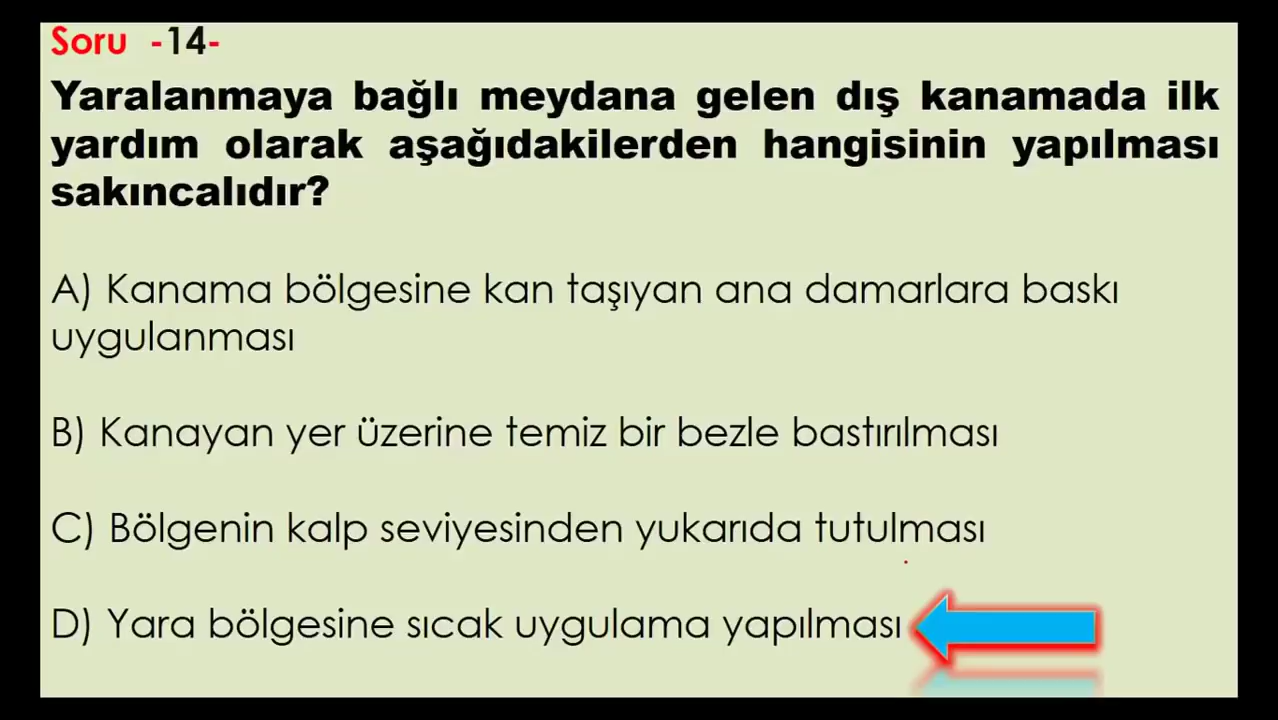 Soru -14-
Yaralanmaya bağlı meydana gelen dış kanamada ilk
yardım olarak aşağıdakilerden hangisinin yapılması
sakıncalıdır?
A) Kanama bölgesine kan taşıyan ana damarlara baskı
uygulanması
B) Kanayan yer üzerine temiz bir bezle bastırılması
C) Bölgenin kalp seviyesinden yukarıda tutulması
D) Yara bölgesine sıcak uygulama yapılması